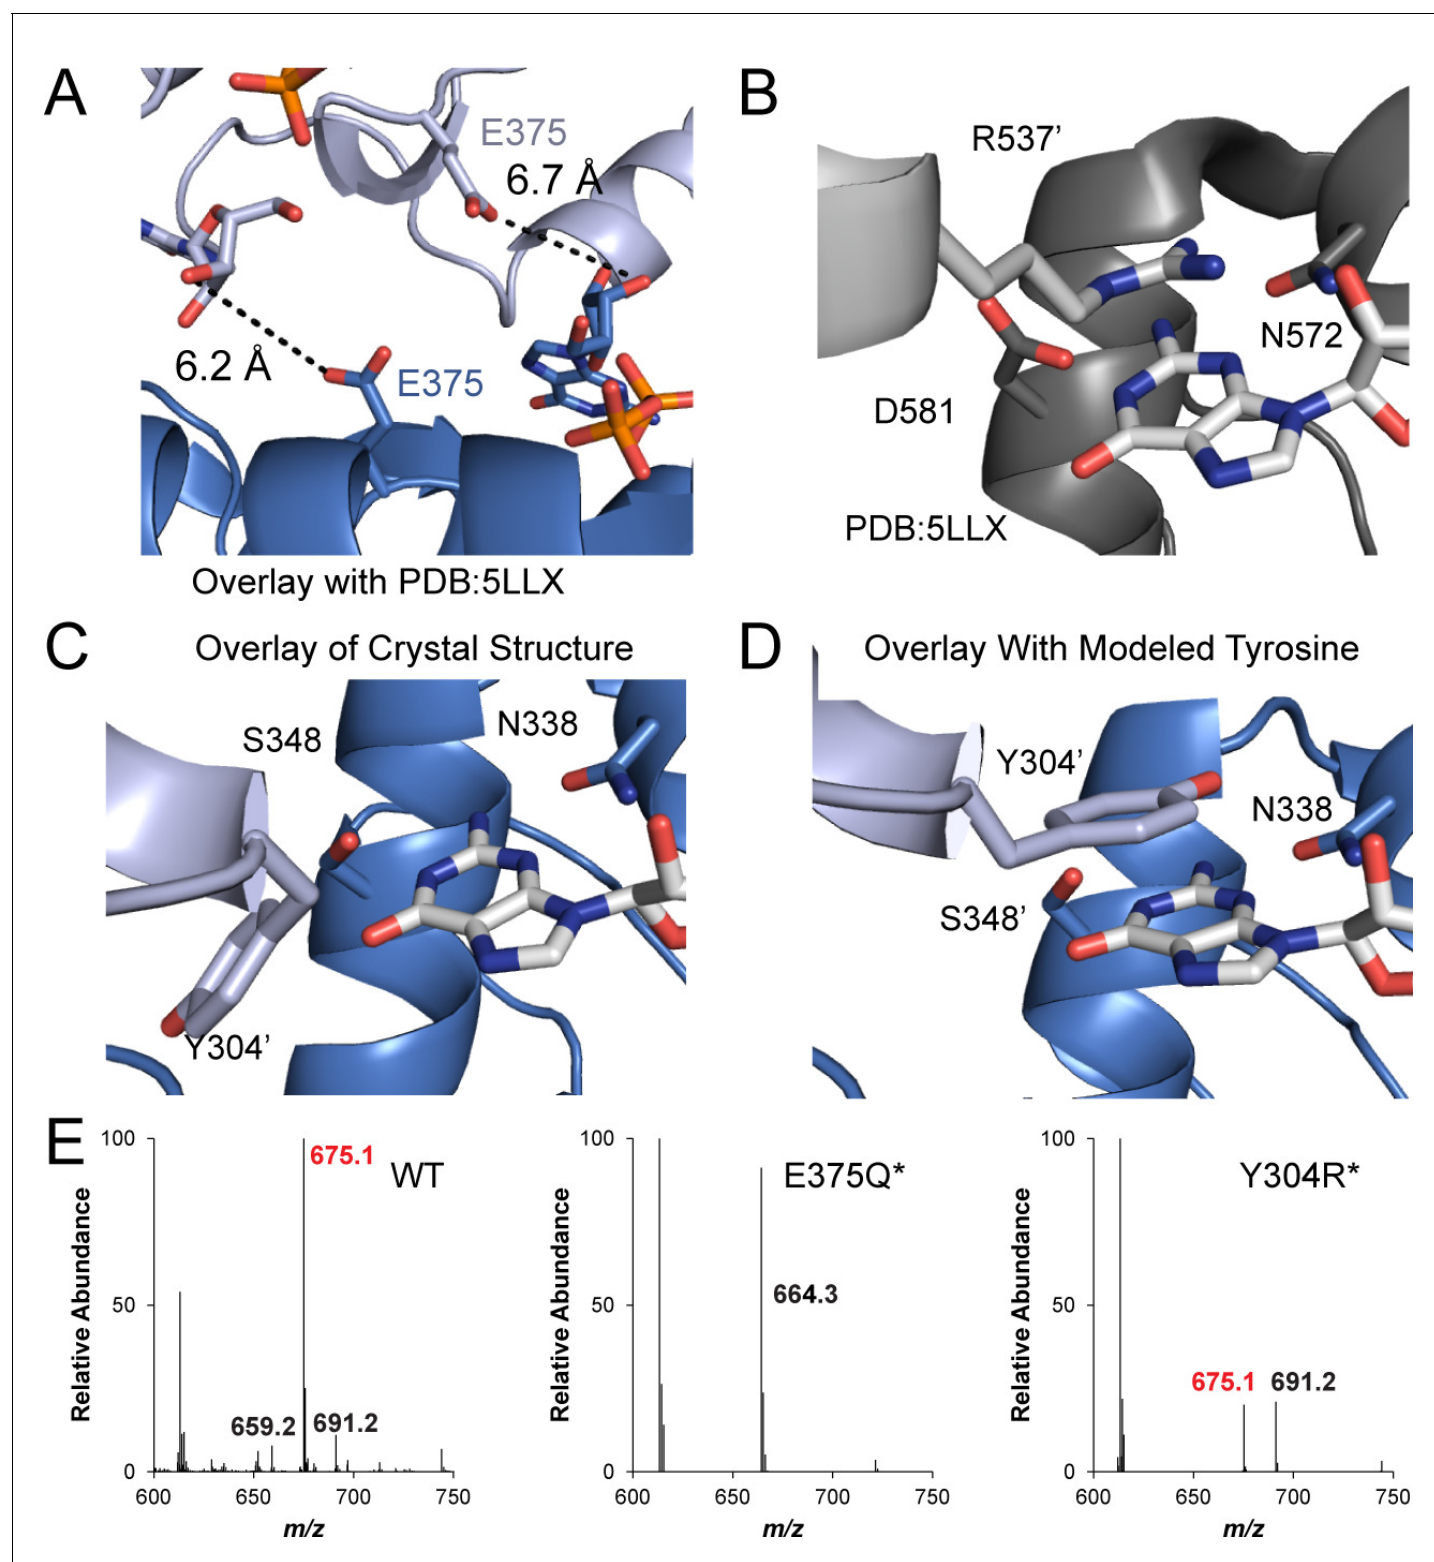 A
E375
6.7 Å
6.2 Å
E375
Overlay with PDB:5LLX
B
R537’
N572
D581
PDB:5LLX
C
Overlay of Crystal Structure
S348
N338
Y304’
D
Overlay With Modeled Tyrosine
Y304’
N338
S348’
E
100
50
0
Relative Abundance
675.1
WT
659.2
691.2
600
650
700
750
m/z
100
50
0
Relative Abundance
E375Q*
664.3
600
650
700
750
m/z
100
50
0
Relative Abundance
Y304R*
675.1
691.2
600
650
700
750
m/z